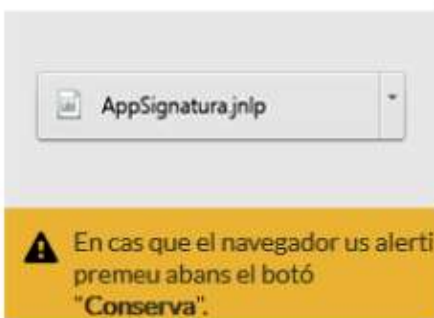 AppSignatura.jnlp
En cas que el navegador us alerti
premeu abans el botó
"Conserva".